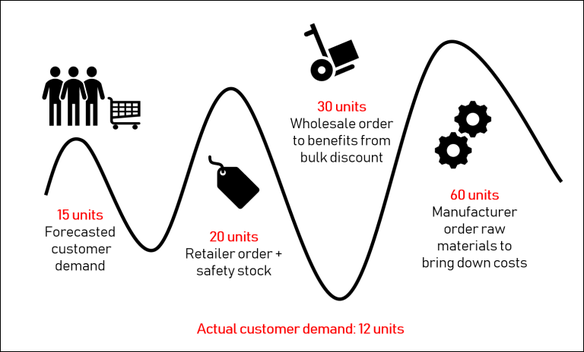 15 units
Forecasted
customer
demand
20 units
Retailer order +
safety stock
30 units
Wholesale order
to benefits from
bulk discount
60 units
Manufacturer
order raw
materials to
bring down costs
Actual customer demand: 12 units